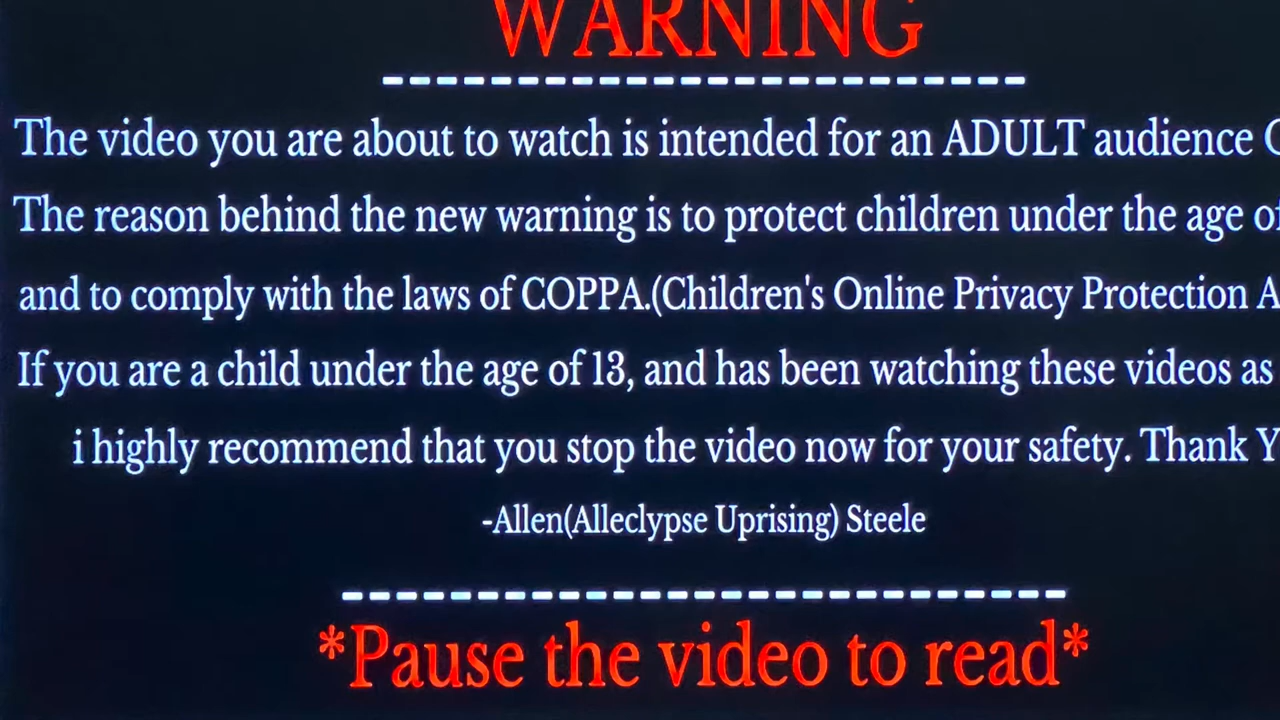 WARNING
The video you are about to watch is intended for an ADULT audience
The reason behind the new warning is to protect children under the age of
and to comply with the laws of COPPA.(Children's Online Privacy Protection
If you are a child under the age of 13, and has been watching these videos as
i highly recommend that you stop the video now for your safety. Thank
-Allen(Alleclypse Uprising) Steele
*Pause the video to read*